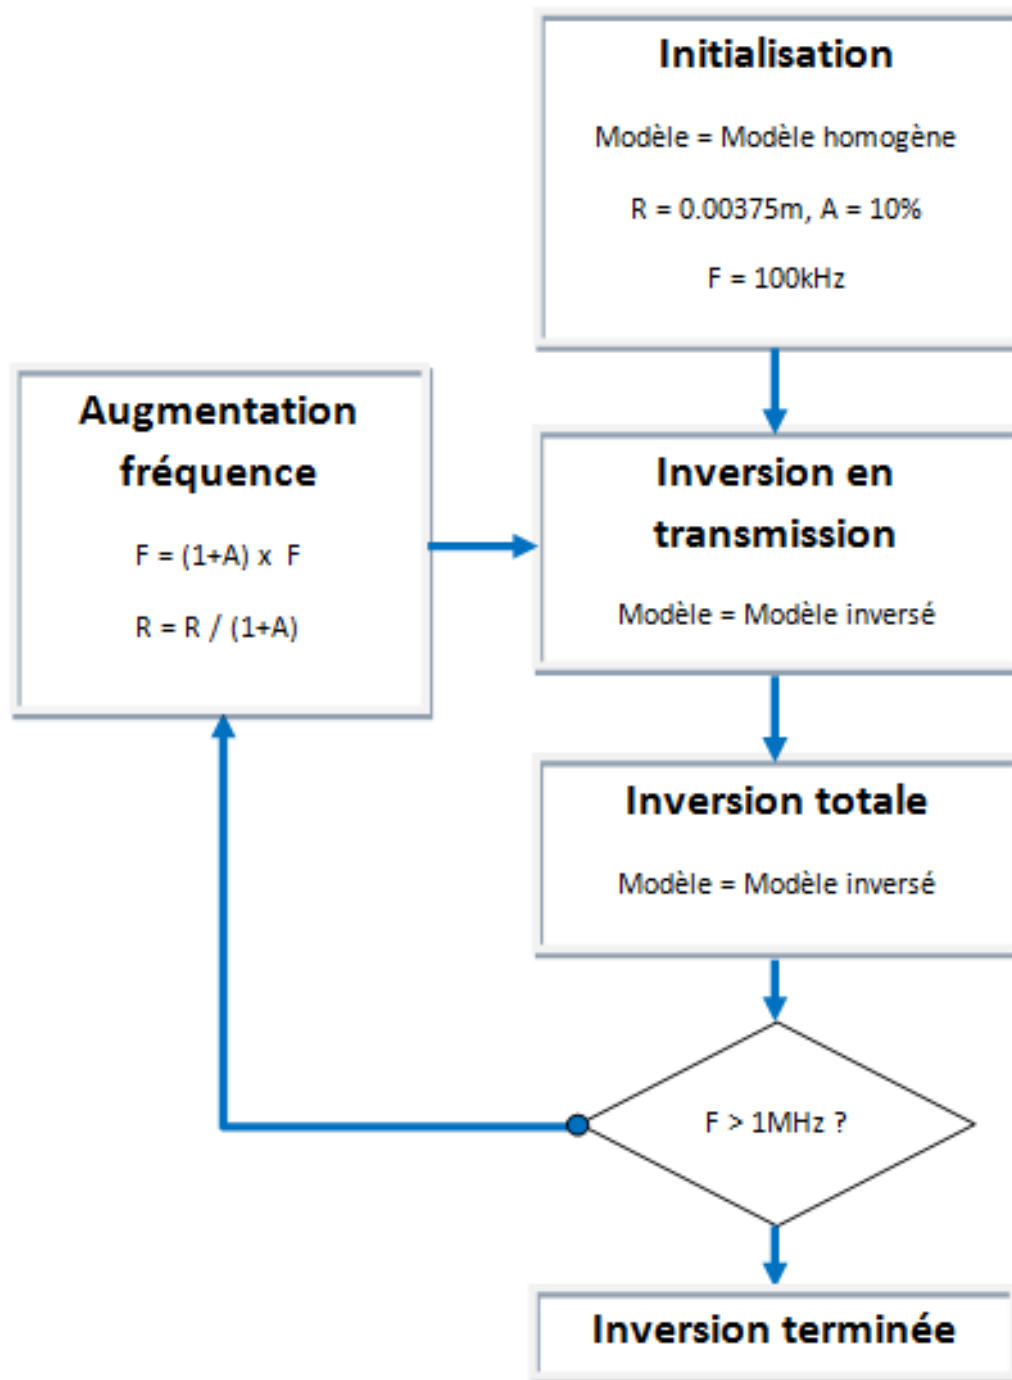 Initialisation
Modèle = Modèle homogène
R = 0.00375m, A = 10%
F = 100kHz
Augmentation
fréquence
F = (1+A) x F
R = R / (1+A)
Inversion en
transmission
Modèle = Modèle inversé
Inversion totale
Modèle = Modèle inversé
F > 1MHz ?
Inversion terminée